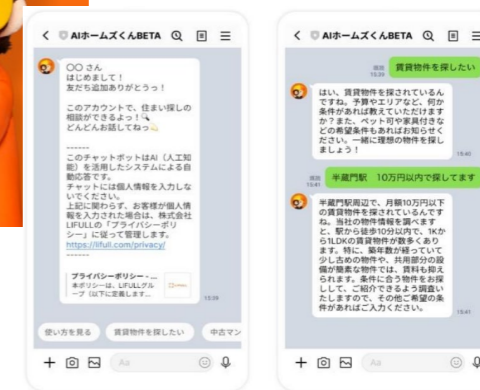 AIホームズくんBETA
〇〇 さん
はじめまして！
友だち追加ありがとうっ！
このアカウントで、住まい探しの
相談ができるよっ！
どんどんお話してねっ
------
このチャットボットはAI（人工知
能）を活用したシステムによる自
動応答です。
チャットには個人情報を入力しな
いでください。
上記に関わらず、お客様が個人情
報を入力された場合は、株式会社
LIFULLの「プライバシーポリ
シー」に従って管理します。
https://lifull.com/privacy/
------
プライバシーポリシー - ...
本ポリシーは、LIFULLグル
ープ（以下に定義します...
15:39
使い方を見る
賃貸物件を探したい
中古マン
Aa
AIホームズくんBETA
既読
15:39
賃貸物件を探したい
はい、賃貸物件を探されているん
ですね。予算やエリアなど、何か
条件があれば教えていただけます
か？また、ペット可や家具付きな
どの希望条件もあればお知らせく
ださい。一緒に理想の物件を探し
ましょう！
15:40
既読
15:41
半蔵門駅　10万円以内で探してます
半蔵門駅周辺で、月額10万円以下
の賃貸物件を探されているんです
ね。当社の物件情報を調べます
と、駅から徒歩10分以内で、1Kか
ら1LDKの賃貸物件が数多くあり
ます。特に、築年数が経っていて
少し古めの物件や、共用部分の設
備が簡素な物件では、賃料も抑え
られます。条件に合う物件をお探
しして、ご紹介できるよう調査い
たしますので、その他ご希望の条
件があればご入力ください。
15:41
Aa